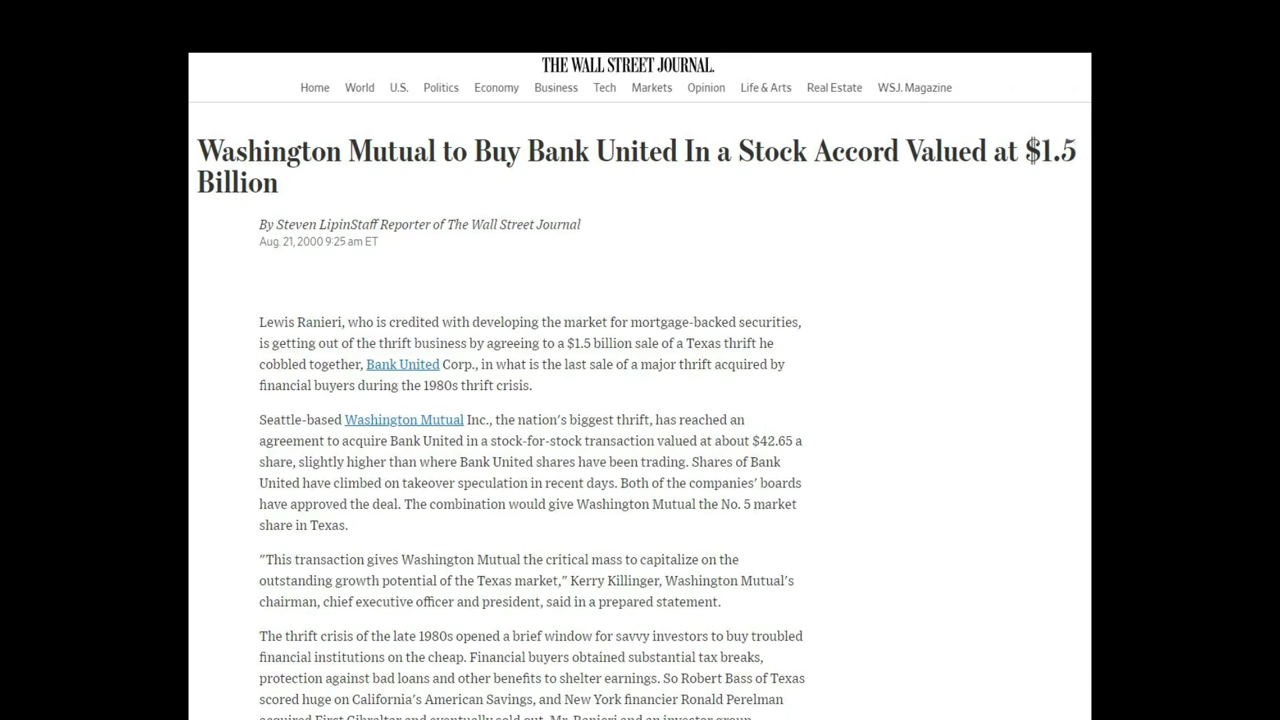 THE WALL STREET JOURNAL.
Home World U.S. Politics Economy Business Tech Markets Opinion Life & Arts Real Estate WSJ. Magazine
Washington Mutual to Buy Bank United In a Stock Accord Valued at $1.5
Billion
By Steven LipinStaff Reporter of The Wall Street Journal
Aug. 21, 2000 9:25 am ET
Lewis Ranieri, who is credited with developing the market for mortgage-backed securities,
is getting out of the thrift business by agreeing to a $1.5 billion sale of a Texas thrift he
cobbled together, Bank United Corp., in what is the last sale of a major thrift acquired by
financial buyers during the 1980s thrift crisis.
Seattle-based Washington Mutual Inc., the nation's biggest thrift, has reached an
agreement to acquire Bank United in a stock-for-stock transaction valued at about $42.65 a
share, slightly higher than where Bank United shares have been trading. Shares of Bank
United have climbed on takeover speculation in recent days. Both of the companies' boards
have approved the deal. The combination would give Washington Mutual the No. 5 market
share in Texas.
"This transaction gives Washington Mutual the critical mass to capitalize on the
outstanding growth potential of the Texas market," Kerry Killinger, Washington Mutual's
chairman, chief executive officer and president, said in a prepared statement.
The thrift crisis of the late 1980s opened a brief window for savvy investors to buy troubled
financial institutions on the cheap. Financial buyers obtained substantial tax breaks,
protection against bad loans and other benefits to shelter earnings. So Robert Bass of Texas
scored huge on California's American Savings, and New York financier Ronald Perelman
acquired First Gibraltar and eventually sold out. Mr. Ranieri and an investor group